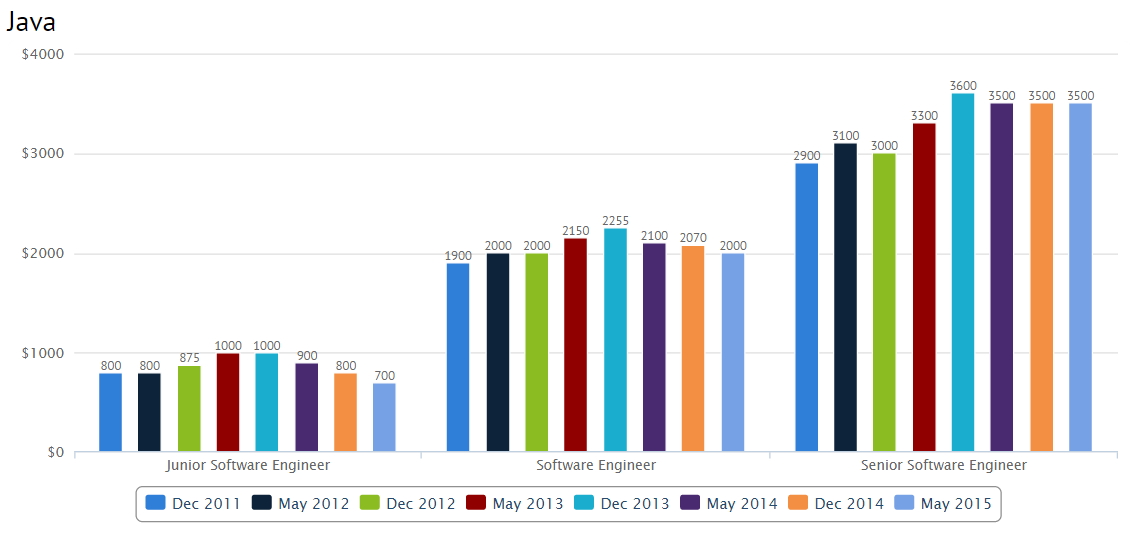 Java
$4000
3600
3500 3500 3500
3300
3100
$3000 2900 3000
2255
2150
2100 2070
2000 2000 2000
$2000 1900
1000 1000
900
875
$1000 800 800 800
700
$0
Junior Software Engineer Software Engineer Senior Software Engineer
Dec 2011 May 2012 Dec 2012 May 2013 Dec 2013 May 2014 Dec 2014 May 2015